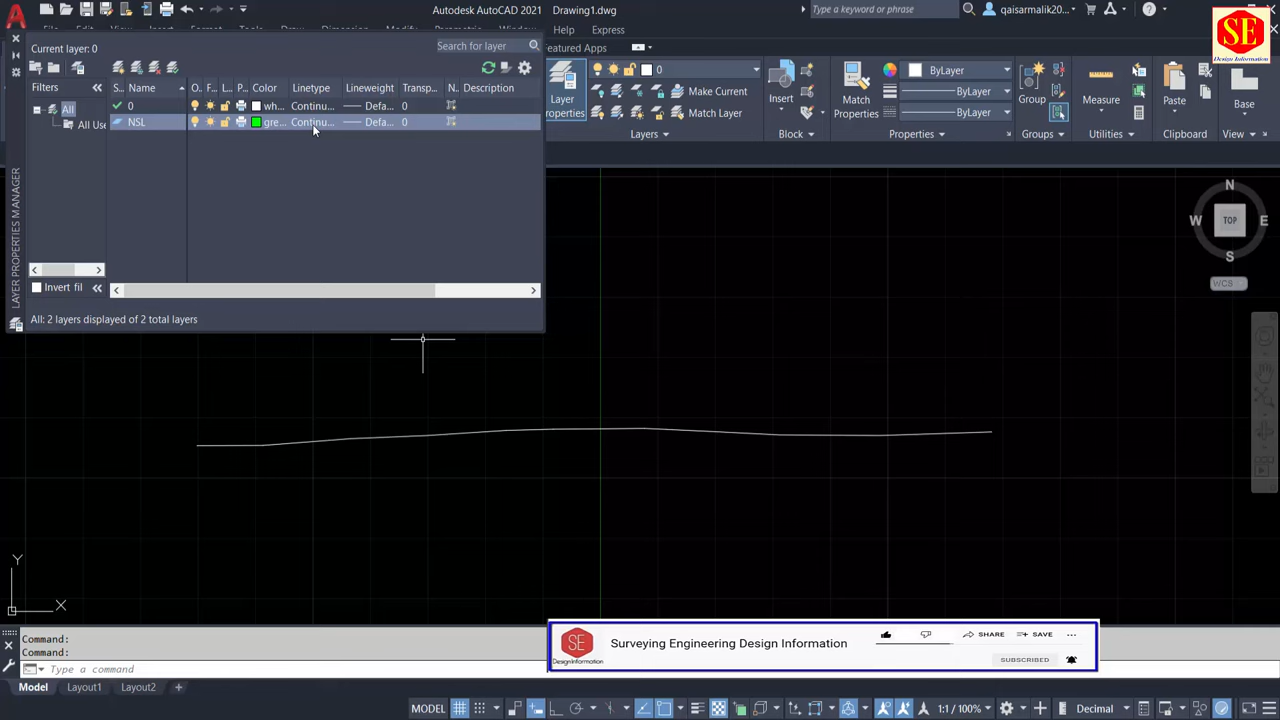 Autodesk AutoCAD 2021 Drawing1.dwg
Type a keyword or phrase
qaisarmalik20...
SE
Design Information
Help
Express
Featured Apps
Current layer: 0
Search for layer
Filters
S.. Name
O.. F.. L.. P.. Color Linetype Lineweight Transp... N.. Description
All
All Use
0 wh... Continu... Defa... 0
NSL gre... Continu... Defa... 0
Invert fil
All: 2 layers displayed of 2 total layers
LAYER PROPERTIES MANAGER
Layer
Properties
0
Make Current
Match Layer
Layers
Insert
Block
Match
Properties
ByLayer
ByLayer
ByLayer
Properties
Group
Groups
Measure
Utilities
Paste
Clipboard
Base
View
N
W TOP E
S
WCS
Y
X
Command:
Command:
Type a command
SE
Design Information
Surveying Engineering Design Information
SHARE SAVE
SUBSCRIBED
Model Layout1 Layout2 +
MODEL
1:1 / 100%
Decimal